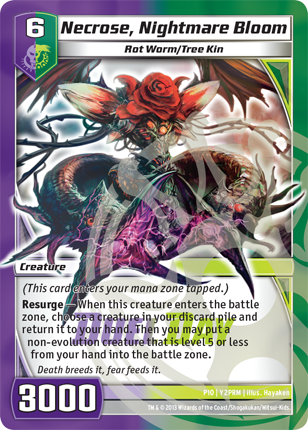 6 Necrose, Nightmare Bloom
Rot Worm/Tree Kin
Creature
3000
(This card enters your mana zone tapped.)
Resurge — When this creature enters the battle
zone, choose a creature in your discard pile and
return it to your hand. Then you may put a
non-evolution creature that is level 5 or less
from your hand into the battle zone.
Death breeds it, fear feeds it.
P10 | Y2PRM | illus. Hayaken
TM & © 2013 Wizards of the Coast/Shogakukan/Mitsui-Kids.